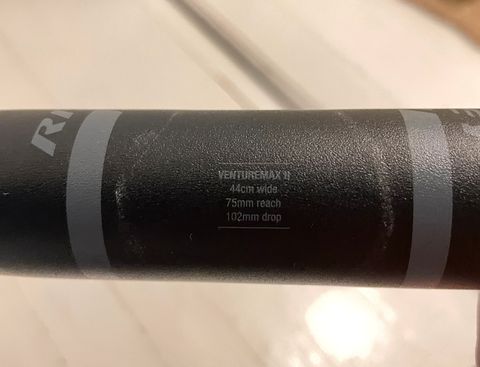 VENTUREMAX II
44cm wide
75mm reach
102mm drop